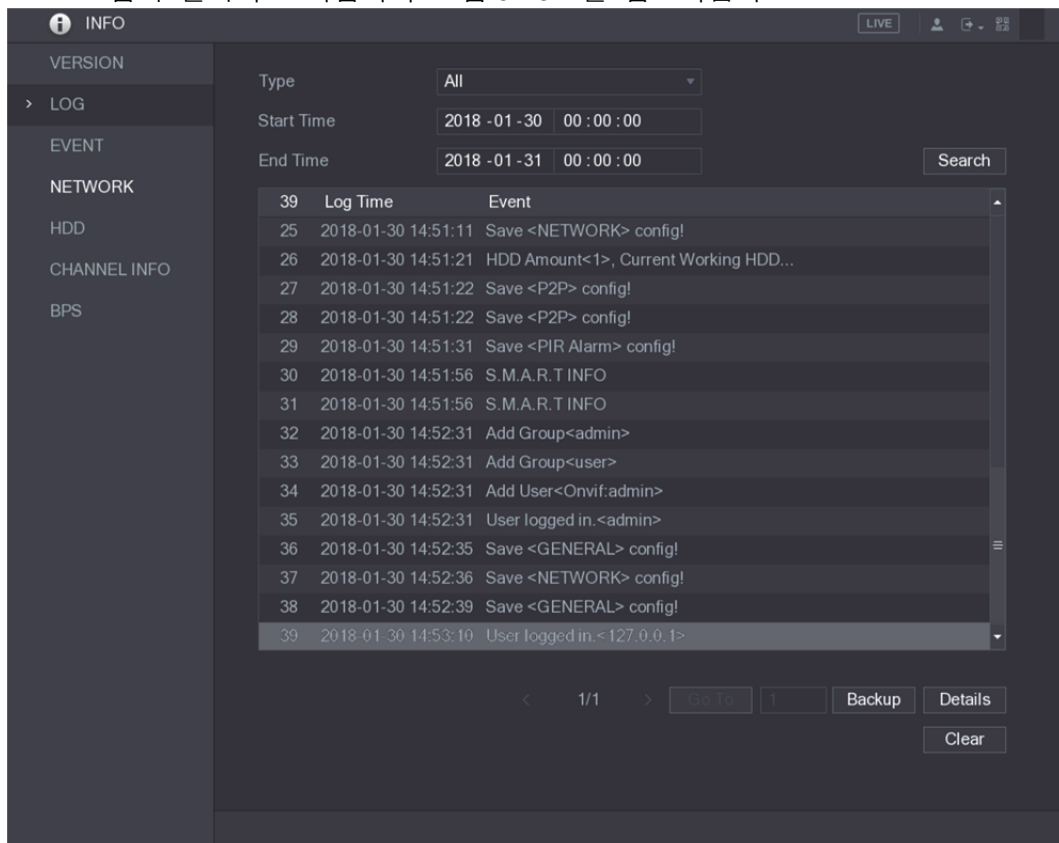 INFO
LIVE
VERSION
LOG
EVENT
NETWORK
HDD
CHANNEL INFO
BPS
Type All
Start Time 2018 -01 -30 00 : 00 : 00
End Time 2018 -01 -31 00 : 00 : 00 Search
39 Log Time Event
25 2018-01-30 14:51:11 Save <NETWORK> config!
26 2018-01-30 14:51:21 HDD Amount<1>, Current Working HDD...
27 2018-01-30 14:51:22 Save <P2P> config!
28 2018-01-30 14:51:22 Save <P2P> config!
29 2018-01-30 14:51:31 Save <PIR Alarm> config!
30 2018-01-30 14:51:56 S.M.A.R.T INFO
31 2018-01-30 14:51:56 S.M.A.R.T INFO
32 2018-01-30 14:52:31 Add Group<admin>
33 2018-01-30 14:52:31 Add Group<user>
34 2018-01-30 14:52:31 Add User<Onvif:admin>
35 2018-01-30 14:52:31 User logged in.<admin>
36 2018-01-30 14:52:35 Save <GENERAL> config!
37 2018-01-30 14:52:36 Save <NETWORK> config!
38 2018-01-30 14:52:39 Save <GENERAL> config!
39 2018-01-30 14:53:10 User logged in.<127.0.0.1>
1/1 Go To 1 Backup Details
Clear